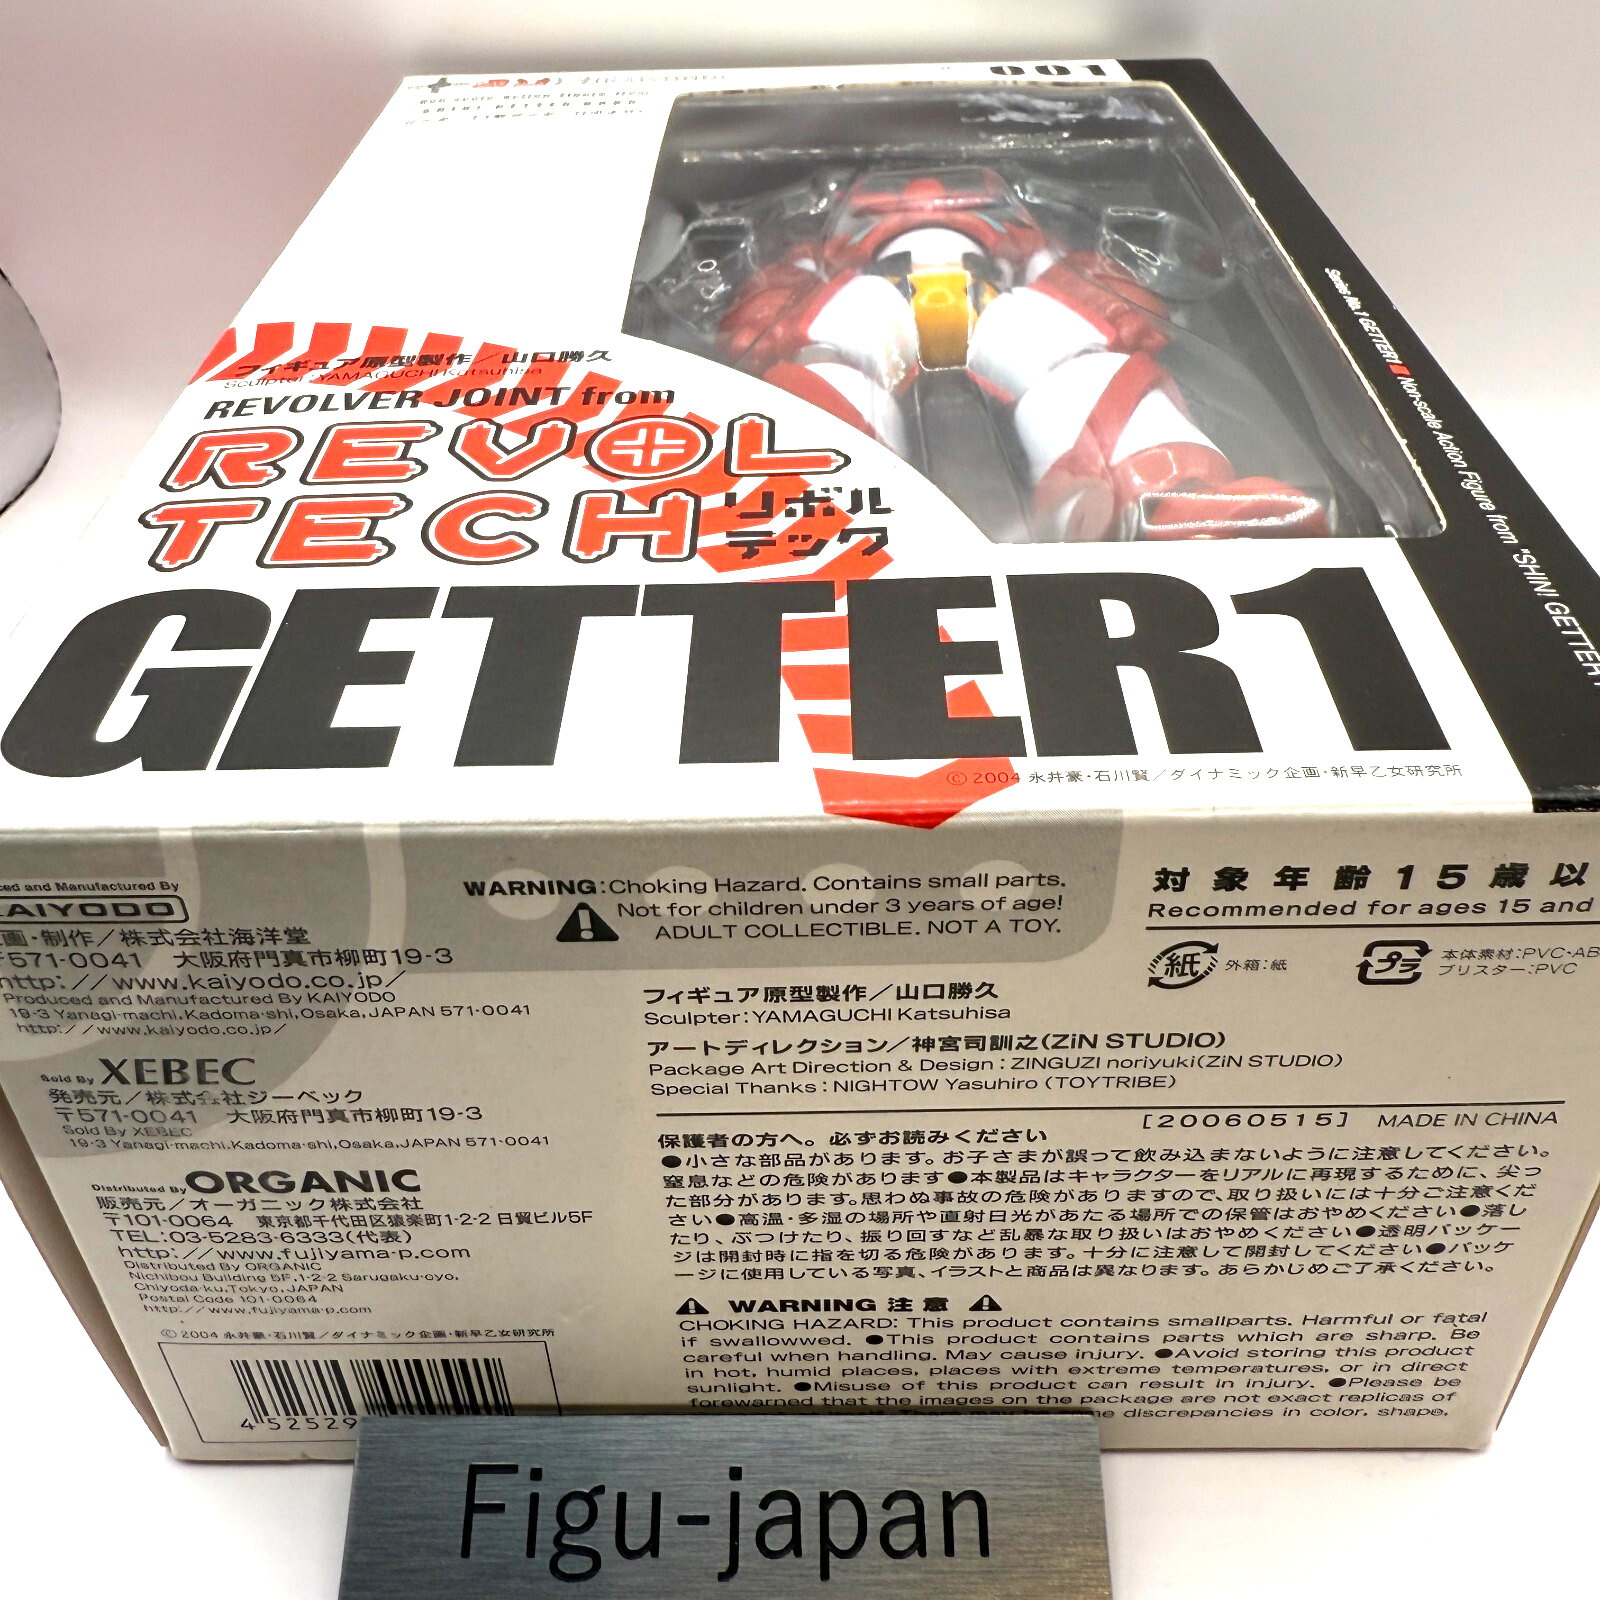 001
フィギュア原型製作／山口勝久
Sculptor:YAMAGUCHI Katsuhisa
REVOLVER JOINT from
REVOL
TECH
リボル
テック
GETTER1
Series No.1 GETTER1 Non-scale Action Figure from "SHIN! GETTER
© 2004 永井豪・石川賢／ダイナミック企画・新早乙女研究所
and Manufactured By
KAIYODO
・制作／株式会社海洋堂
〒571-0041 大阪府門真市柳町19-3
http://www.kaiyodo.co.jp/
Produced and Manufactured By KAIYODO
19-3 Yanagi-machi,Kadoma-shi,Osaka,JAPAN 571-0041
http://www.kaiyodo.co.jp/
Sold By XEBEC
発売元／株式会社ジーベック
〒571-0041 大阪府門真市柳町19-3
Sold By XEBEC
19-3 Yanagi-machi,Kadoma-shi,Osaka,JAPAN 571-0041
Distributed By ORGANIC
販売元／オーガニック株式会社
〒101-0064 東京都千代田区猿楽町1-2-2 日貿ビル5F
TEL:03-5283-6333(代表)
http://www.fujiyama-p.com
Distributed By ORGANIC
Nichibou Building 5F,1-2-2 Sarugaku-cyo,
Chiyoda-ku,Tokyo,JAPAN
Postal Code 101-0064
http://www.fujiyama-p.com
© 2004 永井豪・石川賢／ダイナミック企画・新早乙女研究所
4 52529
WARNING:Choking Hazard. Contains small parts.
Not for children under 3 years of age!
ADULT COLLECTIBLE. NOT A TOY.
対象年齢15歳以
Recommended for ages 15 and
紙 外箱:紙
プラ 本体素材:PVC・AB
ブリスター:PVC
フィギュア原型製作／山口勝久
Sculpter:YAMAGUCHI Katsuhisa
アートディレクション／神宮司訓之(ZiN STUDIO)
Package Art Direction & Design : ZINGUZI noriyuki(ZiN STUDIO)
Special Thanks : NIGHTOW Yasuhiro (TOYTRIBE)
[20060515] MADE IN CHINA
保護者の方へ。必ずお読みください
●小さな部品があります。お子さまが誤って飲み込まないように注意してください。
窒息などの危険があります●本製品はキャラクターをリアルに再現するために、尖っ
た部分があります。思わぬ事故の危険がありますので、取り扱いには十分ご注意くだ
さい●高温・多湿の場所や直射日光があたる場所での保管はおやめください●落し
たり、ぶつけたり、振り回すなど乱暴な取り扱いはおやめください●透明パッケー
ジは開封時に指を切る危険があります。十分に注意して開封してください●パッケ
ージに使用している写真、イラストと商品は異なります。あらかじめご了承ください。
WARNING 注意
CHOKING HAZARD: This product contains smallparts. Harmful or fatal
if swallowwed. ●This product contains parts which are sharp. Be
careful when handling. May cause injury. ●Avoid storing this product
in hot, humid places, places with extreme temperatures, or in direct
sunlight. ●Misuse of this product can result in injury. ●Please be
forewarned that the images on the package are not exact replicas of
discrepancies in color, shape,
Figu-japan